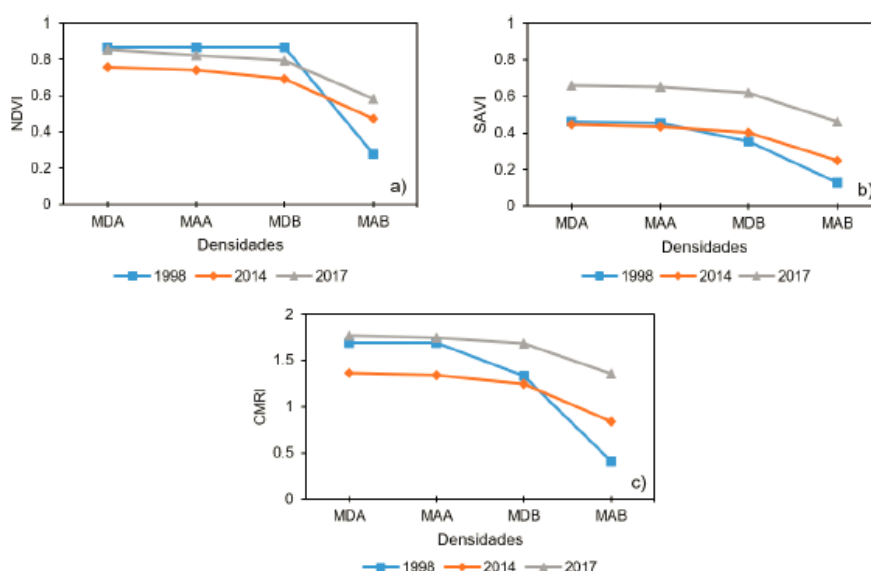 1
0.8
0.6
0.4
0.2
0
NDVI
a)
MDA MAA MDB MAB
Densidades
1998 2014 2017
1
0.8
0.6
0.4
0.2
0
SAVI
b)
MDA MAA MDB MAB
Densidades
1998 2014 2017
2
1.5
1
0.5
0
CMRI
c)
MDA MAA MDB MAB
Densidades
1998 2014 2017